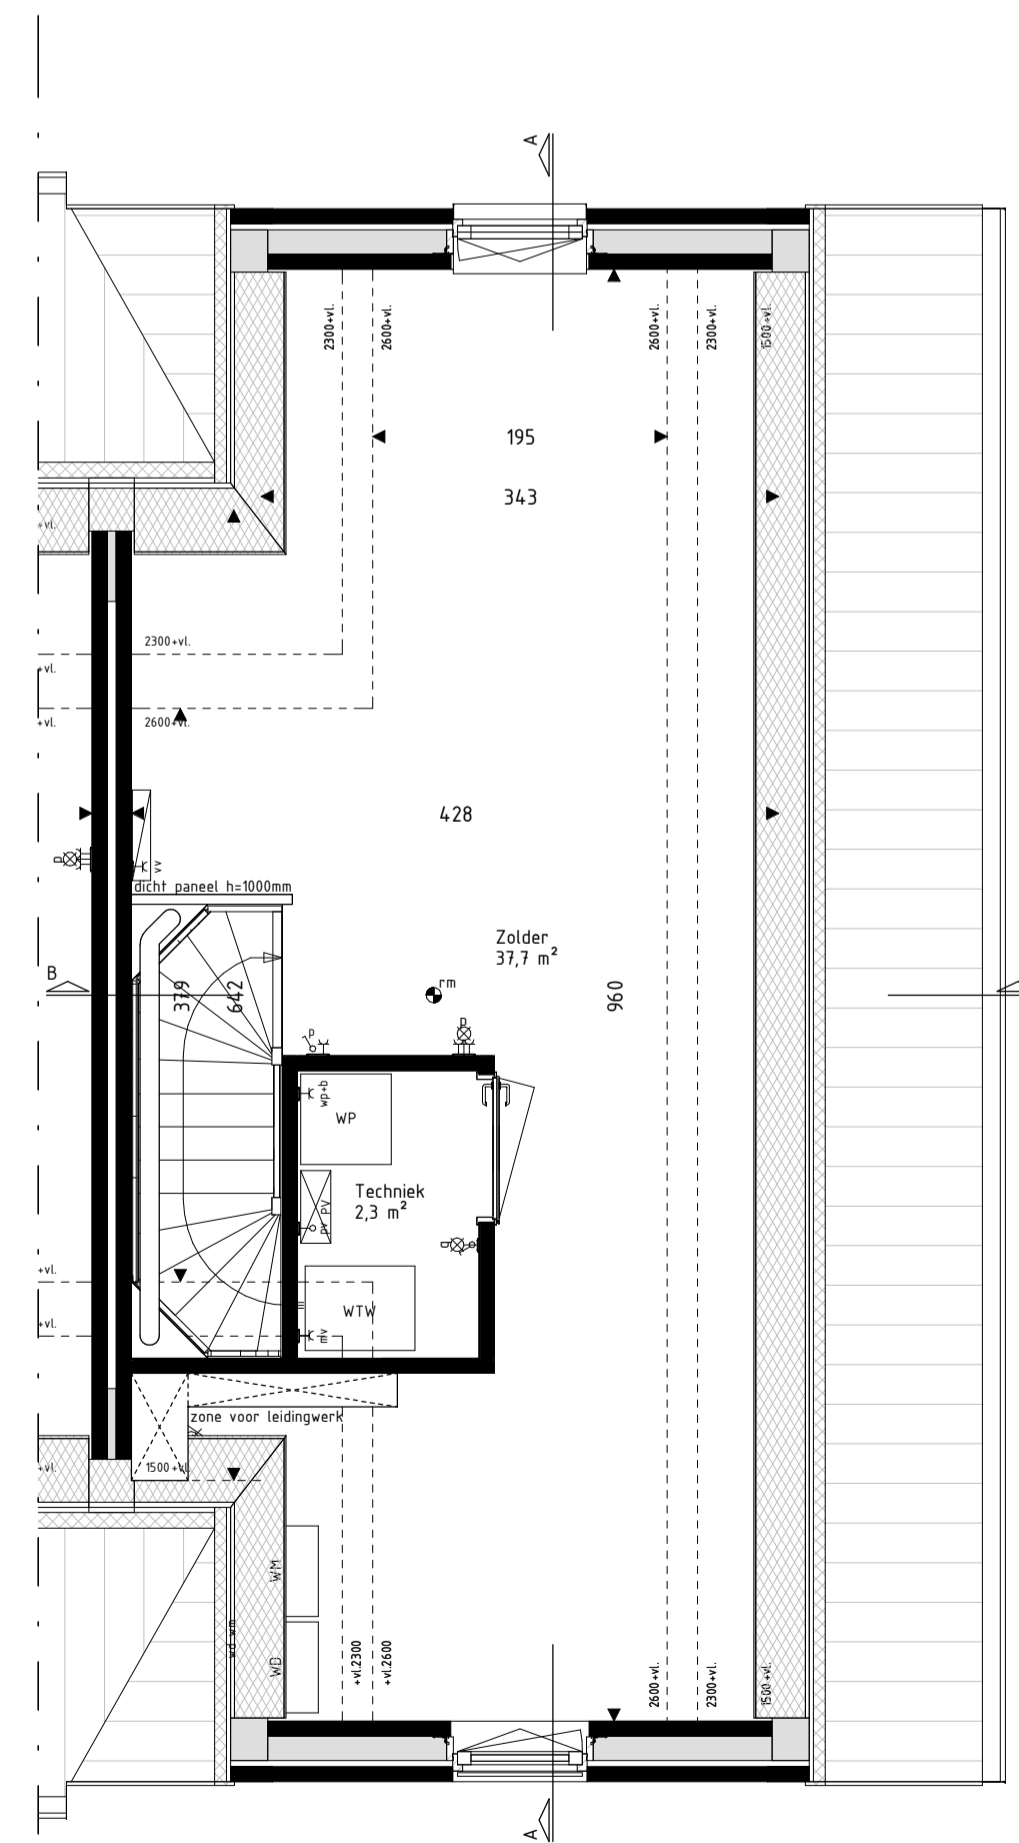 A
2300+vl.
2600+vl.
2600+vl.
2300+vl.
1500+vl.
195
343
+vl.
2300+vl.
+vl.
2600+vl.
+vl.
428
p
vv
dicht paneel h=1000mm
Zolder
37,7 m²
B
379
642
rm
960
p
p
wp+b
WP
Techniek
2,3 m²
pv PV
p
+vl.
WTW
+vl.
mv
zone voor leidingwerk
+vl.
1500+vl.
WM
wd wm
WD
+vl.2300
+vl.2600
2600+vl.
2300+vl.
1500+vl.
A